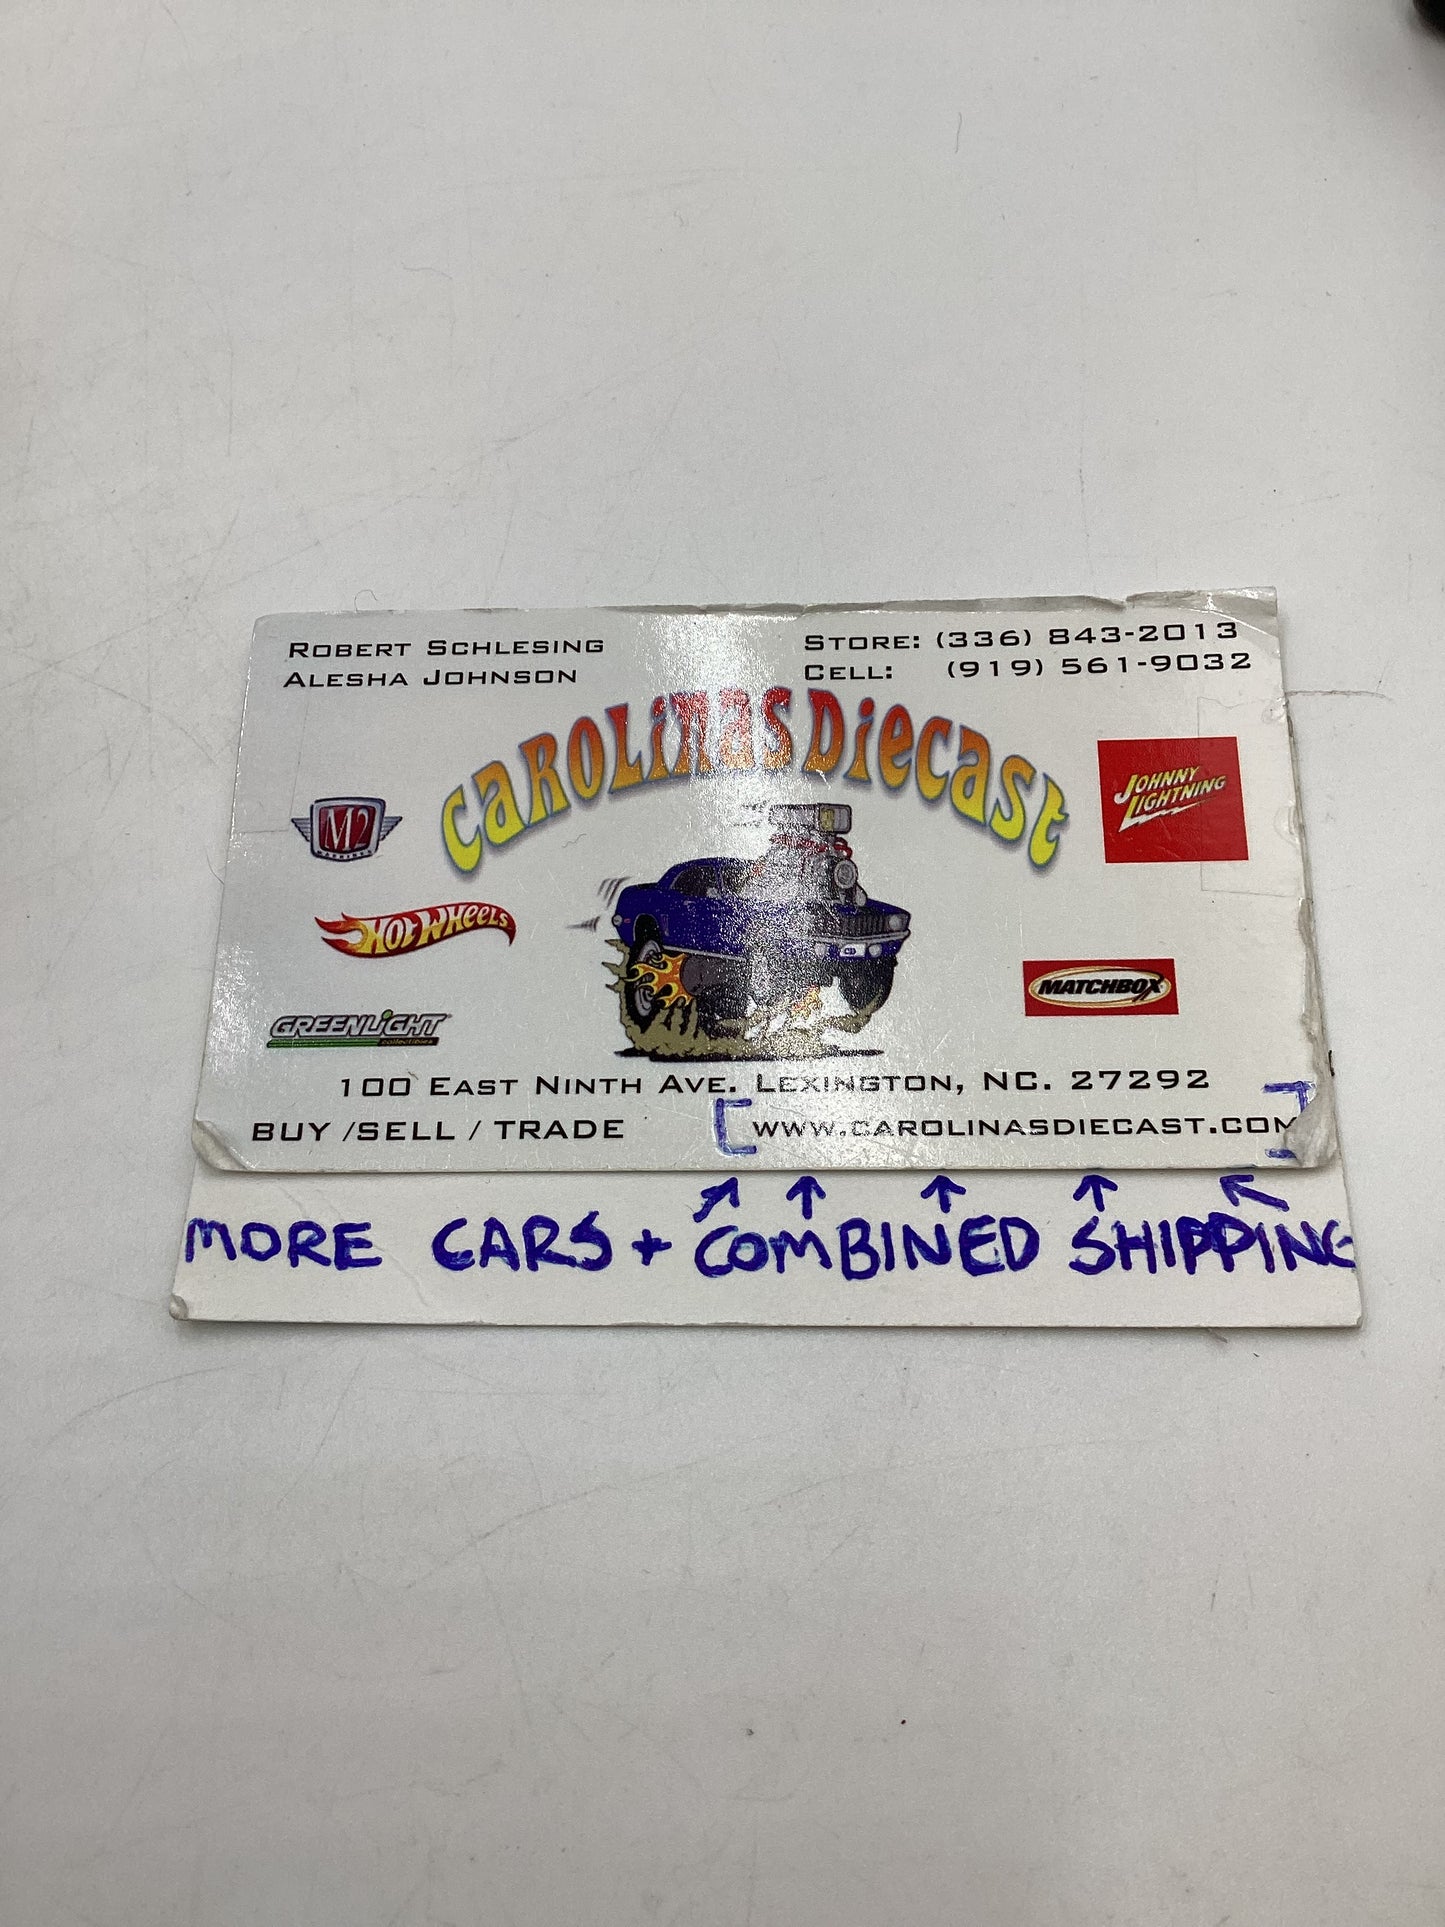 ROBERT SCHLESING
ALESHA JOHNSON
STORE: (336) 843-2013
CELL: (919) 561-9032
CAROLINAS DIECAST
M2
MACHINES
JOHNNY
LIGHTNING
HOT WHEELS
MATCHBOX
GREENLIGHT
collectibles
100 EAST NINTH AVE. LEXINGTON, NC. 27292
BUY /SELL / TRADE
WWW.CAROLINASDIECAST.COM
MORE CARS + COMBINED SHIPPING